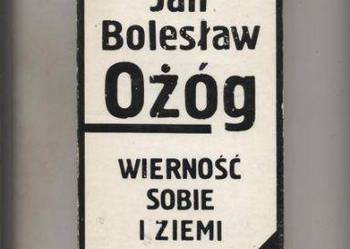 Jan
Bolesław
Ożóg
WIERNOŚĆ
SOBIE
I ZIEMI